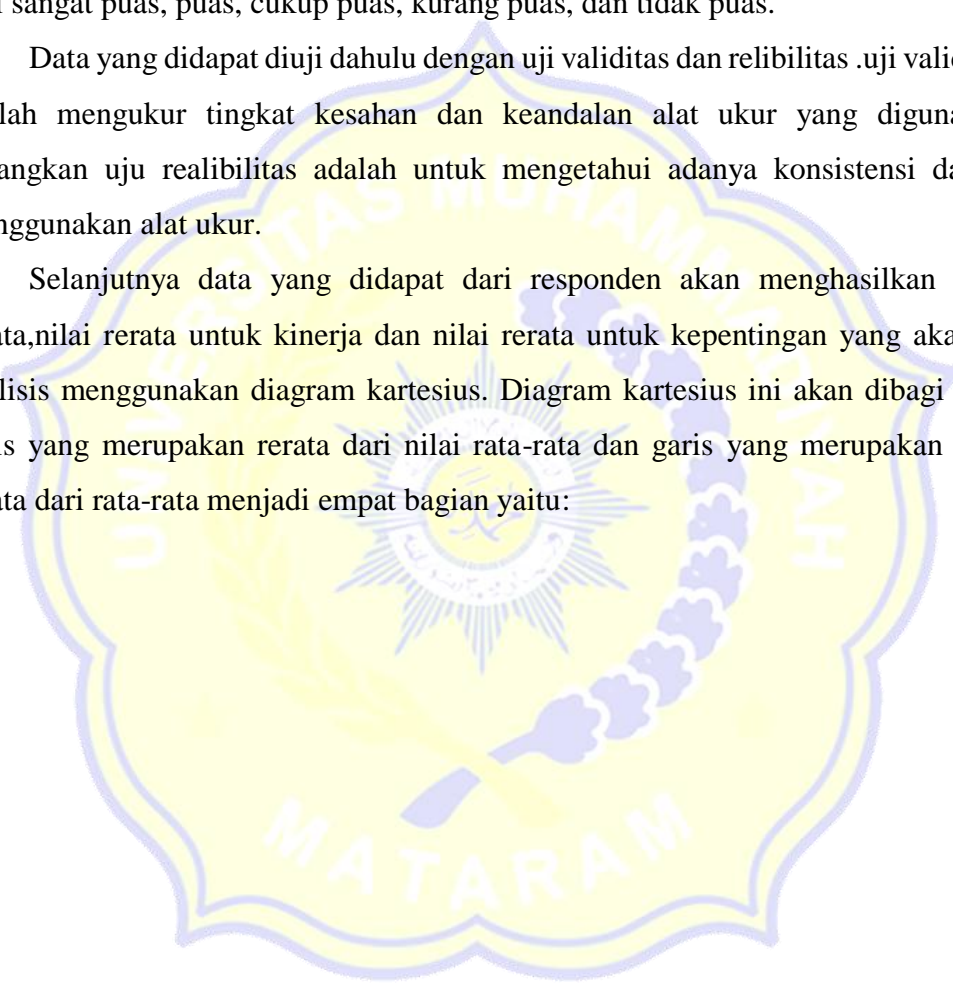 sangat puas, puas, cukup puas, kurang puas, dan tidak puas.
Data yang didapat diuji dahulu dengan uji validitas dan relibilitas .uji valid
lah mengukur tingkat kesahan dan keandalan alat ukur yang diguna
angkan uju realibilitas adalah untuk mengetahui adanya konsistensi da
nggunakan alat ukur.
Selanjutnya data yang didapat dari responden akan menghasilkan
ata,nilai rerata untuk kinerja dan nilai rerata untuk kepentingan yang aka
lisis menggunakan diagram kartesius. Diagram kartesius ini akan dibagi
is yang merupakan rerata dari nilai rata-rata dan garis yang merupakan
ata dari rata-rata menjadi empat bagian yaitu:
UNIVERSITAS MUHAMMADIYAH
MATARAM